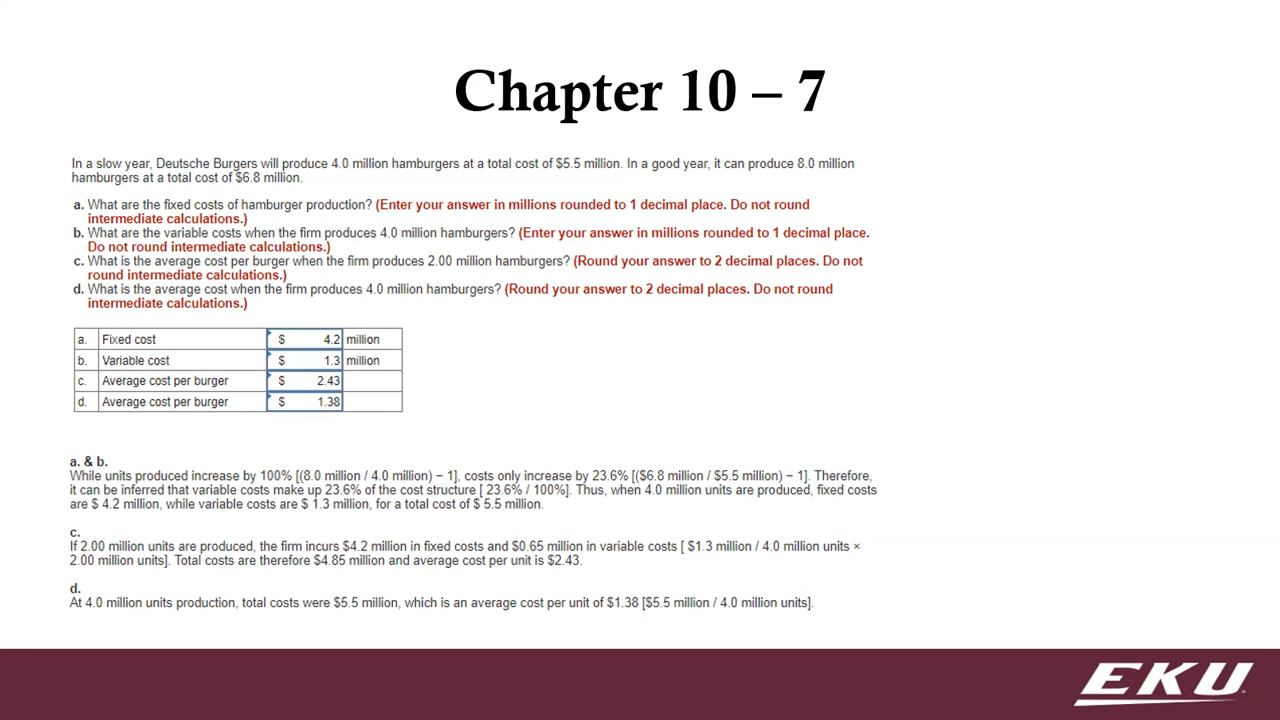 Chapter 10 – 7
In a slow year, Deutsche Burgers will produce 4.0 million hamburgers at a total cost of $5.5 million. In a good year, it can produce 8.0 million
hamburgers at a total cost of $6.8 million.
a. What are the fixed costs of hamburger production? (Enter your answer in millions rounded to 1 decimal place. Do not round
intermediate calculations.)
b. What are the variable costs when the firm produces 4.0 million hamburgers? (Enter your answer in millions rounded to 1 decimal place.
Do not round intermediate calculations.)
c. What is the average cost per burger when the firm produces 2.00 million hamburgers? (Round your answer to 2 decimal places. Do not
round intermediate calculations.)
d. What is the average cost when the firm produces 4.0 million hamburgers? (Round your answer to 2 decimal places. Do not round
intermediate calculations.)
a. Fixed cost $ 4.2 million
b. Variable cost $ 1.3 million
c. Average cost per burger $ 2.43
d. Average cost per burger $ 1.38
a. & b.
While units produced increase by 100% [(8.0 million / 4.0 million) − 1], costs only increase by 23.6% [($6.8 million / $5.5 million) − 1]. Therefore,
it can be inferred that variable costs make up 23.6% of the cost structure [ 23.6% / 100%]. Thus, when 4.0 million units are produced, fixed costs
are $ 4.2 million, while variable costs are $ 1.3 million, for a total cost of $ 5.5 million.
c.
If 2.00 million units are produced, the firm incurs $4.2 million in fixed costs and $0.65 million in variable costs [ $1.3 million / 4.0 million units ×
2.00 million units]. Total costs are therefore $4.85 million and average cost per unit is $2.43.
d.
At 4.0 million units production, total costs were $5.5 million, which is an average cost per unit of $1.38 [$5.5 million / 4.0 million units].
EKU